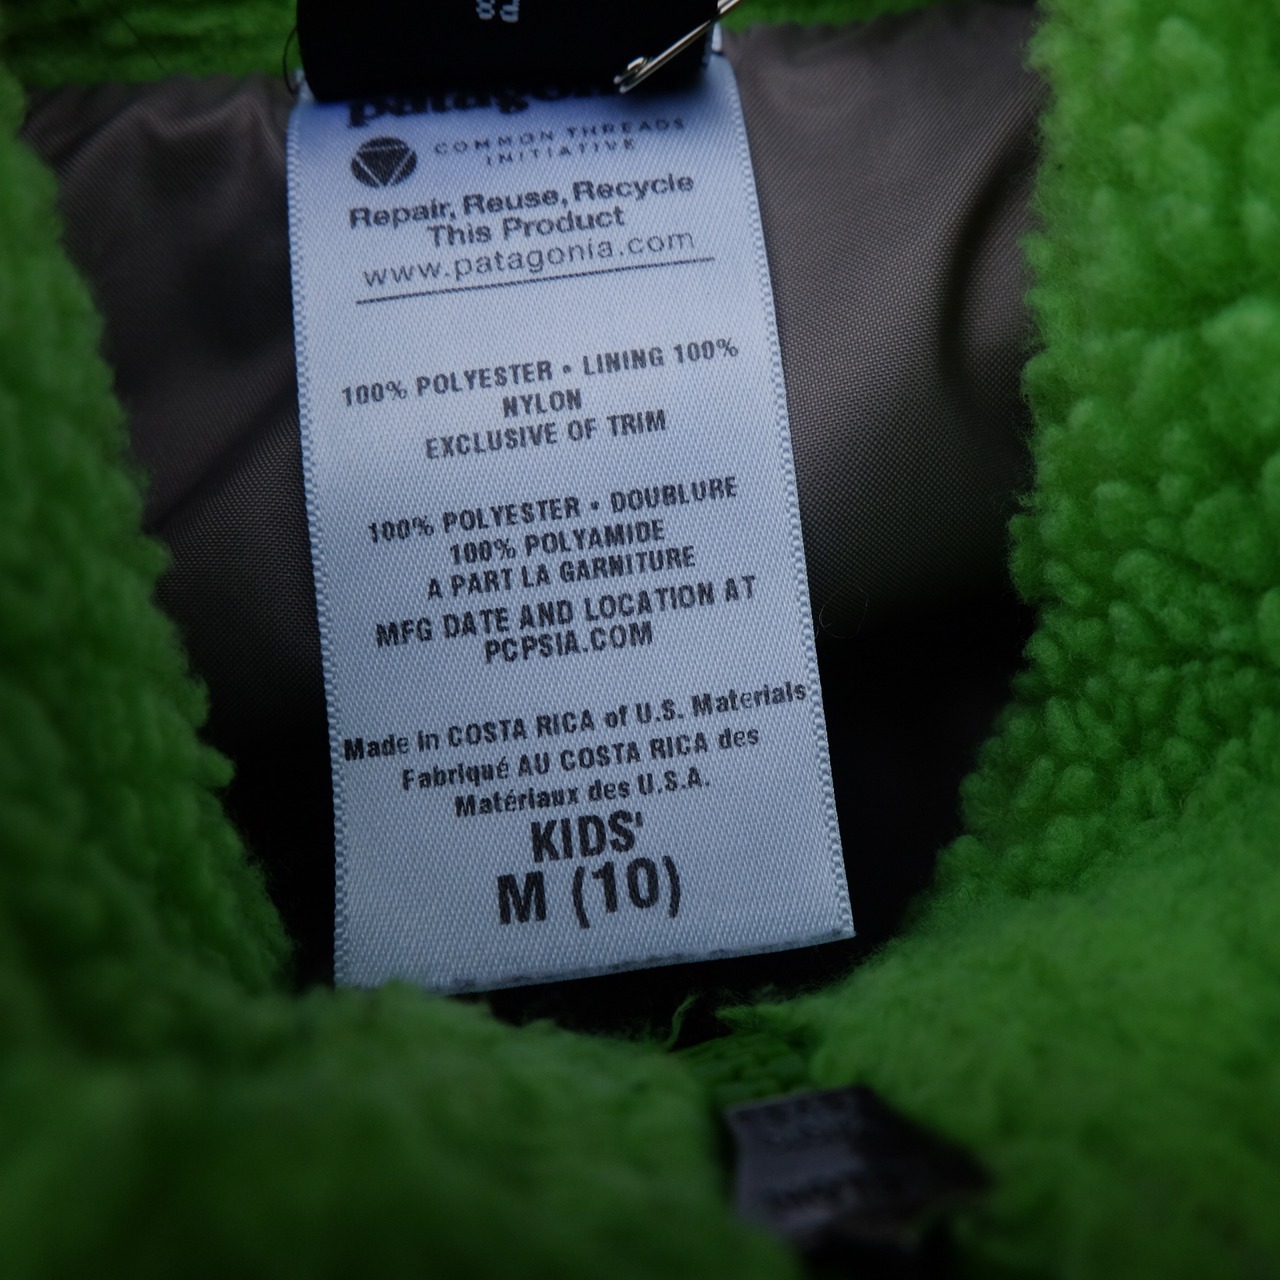 patagonia
COMMON THREADS
INITIATIVE
Repair, Reuse, Recycle
This Product
www.patagonia.com
100% POLYESTER • LINING 100%
NYLON
EXCLUSIVE OF TRIM
100% POLYESTER • DOUBLURE
100% POLYAMIDE
A PART LA GARNITURE
MFG DATE AND LOCATION AT
PCPSIA.COM
Made in COSTA RICA of U.S. Materials
Fabriqué AU COSTA RICA des
Matériaux des U.S.A.
KIDS'
M (10)